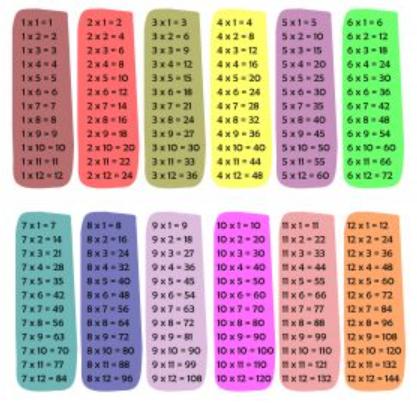 1 x 1 = 1
1 x 2 = 2
1 x 3 = 3
1 x 4 = 4
1 x 5 = 5
1 x 6 = 6
1 x 7 = 7
1 x 8 = 8
1 x 9 = 9
1 x 10 = 10
1 x 11 = 11
1 x 12 = 12
2 x 1 = 2
2 x 2 = 4
2 x 3 = 6
2 x 4 = 8
2 x 5 = 10
2 x 6 = 12
2 x 7 = 14
2 x 8 = 16
2 x 9 = 18
2 x 10 = 20
2 x 11 = 22
2 x 12 = 24
3 x 1 = 3
3 x 2 = 6
3 x 3 = 9
3 x 4 = 12
3 x 5 = 15
3 x 6 = 18
3 x 7 = 21
3 x 8 = 24
3 x 9 = 27
3 x 10 = 30
3 x 11 = 33
3 x 12 = 36
4 x 1 = 4
4 x 2 = 8
4 x 3 = 12
4 x 4 = 16
4 x 5 = 20
4 x 6 = 24
4 x 7 = 28
4 x 8 = 32
4 x 9 = 36
4 x 10 = 40
4 x 11 = 44
4 x 12 = 48
5 x 1 = 5
5 x 2 = 10
5 x 3 = 15
5 x 4 = 20
5 x 5 = 25
5 x 6 = 30
5 x 7 = 35
5 x 8 = 40
5 x 9 = 45
5 x 10 = 50
5 x 11 = 55
5 x 12 = 60
6 x 1 = 6
6 x 2 = 12
6 x 3 = 18
6 x 4 = 24
6 x 5 = 30
6 x 6 = 36
6 x 7 = 42
6 x 8 = 48
6 x 9 = 54
6 x 10 = 60
6 x 11 = 66
6 x 12 = 72
7 x 1 = 7
7 x 2 = 14
7 x 3 = 21
7 x 4 = 28
7 x 5 = 35
7 x 6 = 42
7 x 7 = 49
7 x 8 = 56
7 x 9 = 63
7 x 10 = 70
7 x 11 = 77
7 x 12 = 84
8 x 1 = 8
8 x 2 = 16
8 x 3 = 24
8 x 4 = 32
8 x 5 = 40
8 x 6 = 48
8 x 7 = 56
8 x 8 = 64
8 x 9 = 72
8 x 10 = 80
8 x 11 = 88
8 x 12 = 96
9 x 1 = 9
9 x 2 = 18
9 x 3 = 27
9 x 4 = 36
9 x 5 = 45
9 x 6 = 54
9 x 7 = 63
9 x 8 = 72
9 x 9 = 81
9 x 10 = 90
9 x 11 = 99
9 x 12 = 108
10 x 1 = 10
10 x 2 = 20
10 x 3 = 30
10 x 4 = 40
10 x 5 = 50
10 x 6 = 60
10 x 7 = 70
10 x 8 = 80
10 x 9 = 90
10 x 10 = 100
10 x 11 = 110
10 x 12 = 120
11 x 1 = 11
11 x 2 = 22
11 x 3 = 33
11 x 4 = 44
11 x 5 = 55
11 x 6 = 66
11 x 7 = 77
11 x 8 = 88
11 x 9 = 99
11 x 10 = 110
11 x 11 = 121
11 x 12 = 132
12 x 1 = 12
12 x 2 = 24
12 x 3 = 36
12 x 4 = 48
12 x 5 = 60
12 x 6 = 72
12 x 7 = 84
12 x 8 = 96
12 x 9 = 108
12 x 10 = 120
12 x 11 = 132
12 x 12 = 144